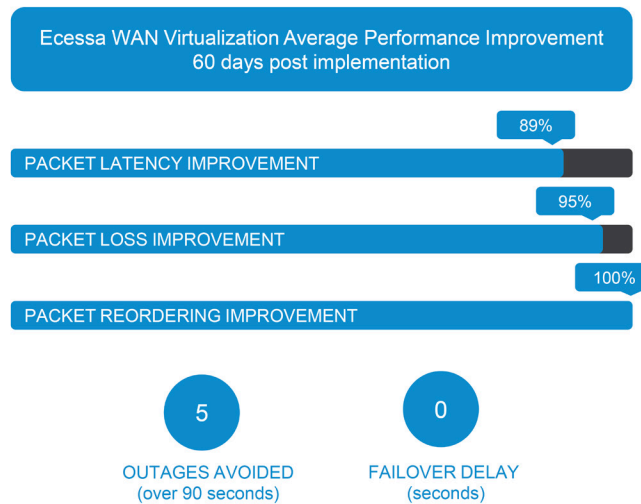 Ecessa WAN Virtualization Average Performance Improvement
60 days post implementation
89%
PACKET LATENCY IMPROVEMENT
95%
PACKET LOSS IMPROVEMENT
100%
PACKET REORDERING IMPROVEMENT
5
OUTAGES AVOIDED
(over 90 seconds)
0
FAILOVER DELAY
(seconds)